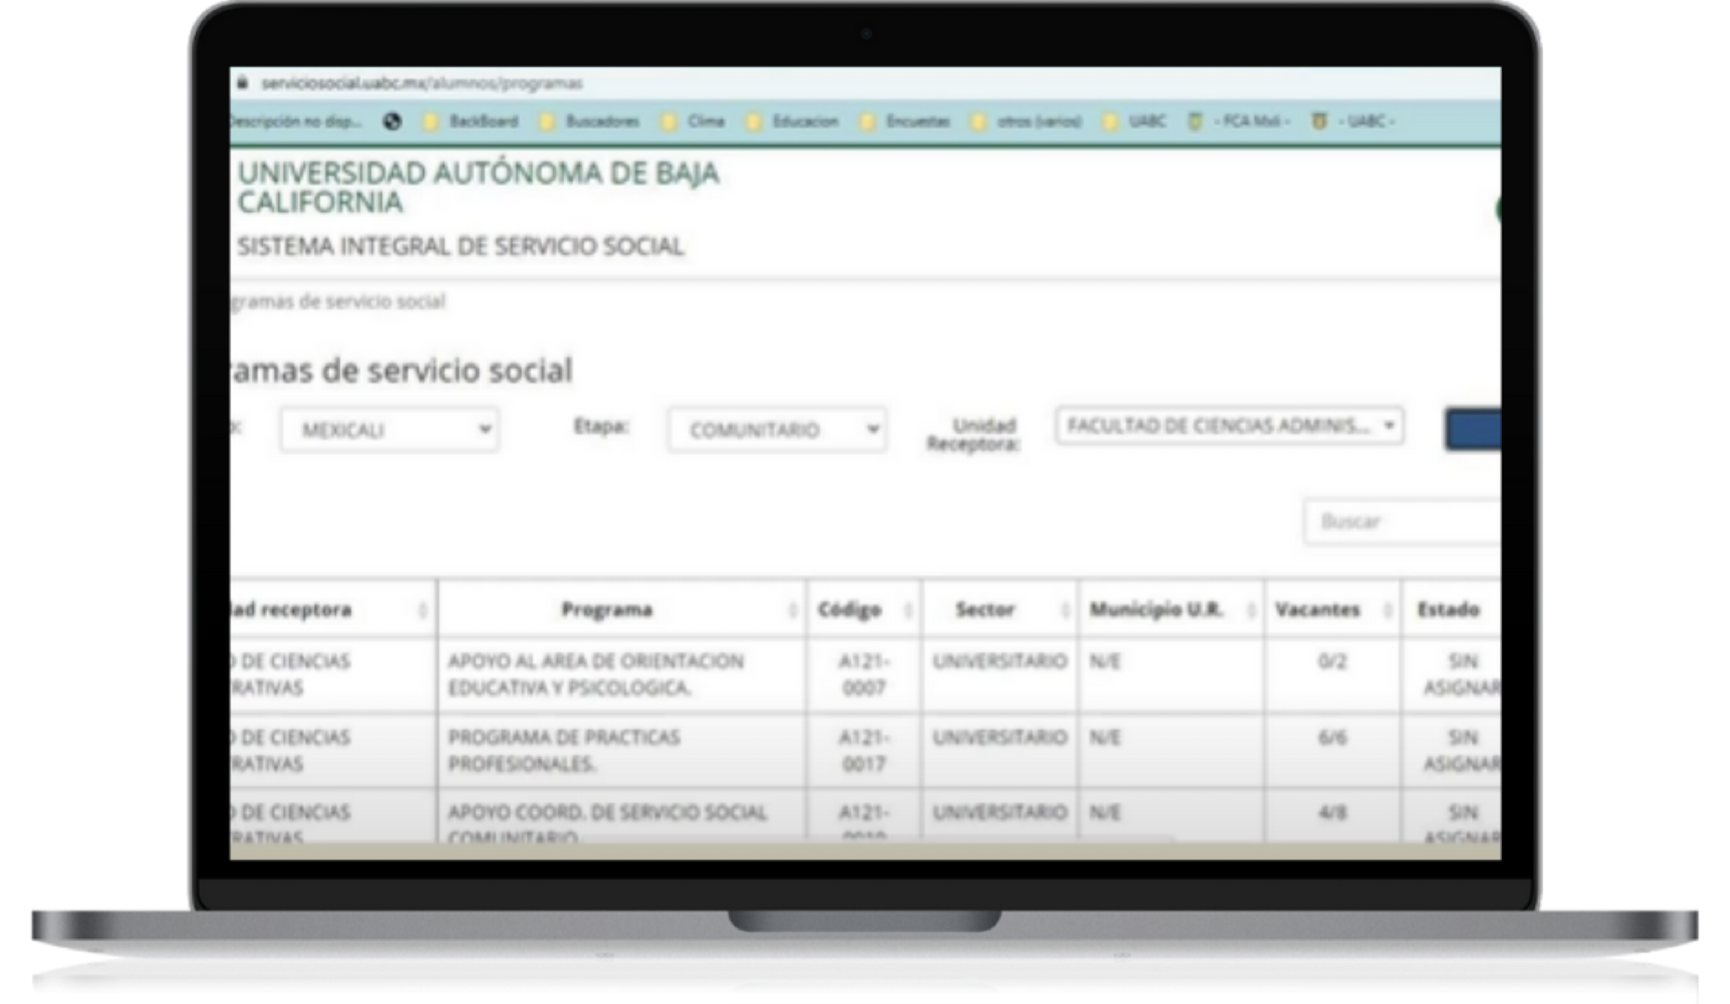 serviciosocial.uabc.mx/alumnos/programas
Descripción no disp... BackBoard Buscadores Clima Educacion Encuestas otros (varios) UABC - FCA Mxli - - UABC -
UNIVERSIDAD AUTÓNOMA DE BAJA
CALIFORNIA
SISTEMA INTEGRAL DE SERVICIO SOCIAL
gramas de servicio social
ramas de servicio social
o: MEXICALI Etapa: COMUNITARIO Unidad Receptora: FACULTAD DE CIENCIAS ADMINIS...
Buscar
dad receptora Programa Código Sector Municipio U.R. Vacantes Estado
D DE CIENCIAS APOYO AL AREA DE ORIENTACION A121- UNIVERSITARIO N/E 0/2 SIN
RATIVAS EDUCATIVA Y PSICOLOGICA. 0007 ASIGNAR
D DE CIENCIAS PROGRAMA DE PRACTICAS A121- UNIVERSITARIO N/E 6/6 SIN
RATIVAS PROFESIONALES. 0017 ASIGNAR
D DE CIENCIAS APOYO COORD. DE SERVICIO SOCIAL A121- UNIVERSITARIO N/E 4/8 SIN
RATIVAS COMUNITARIO. ASIGNAR